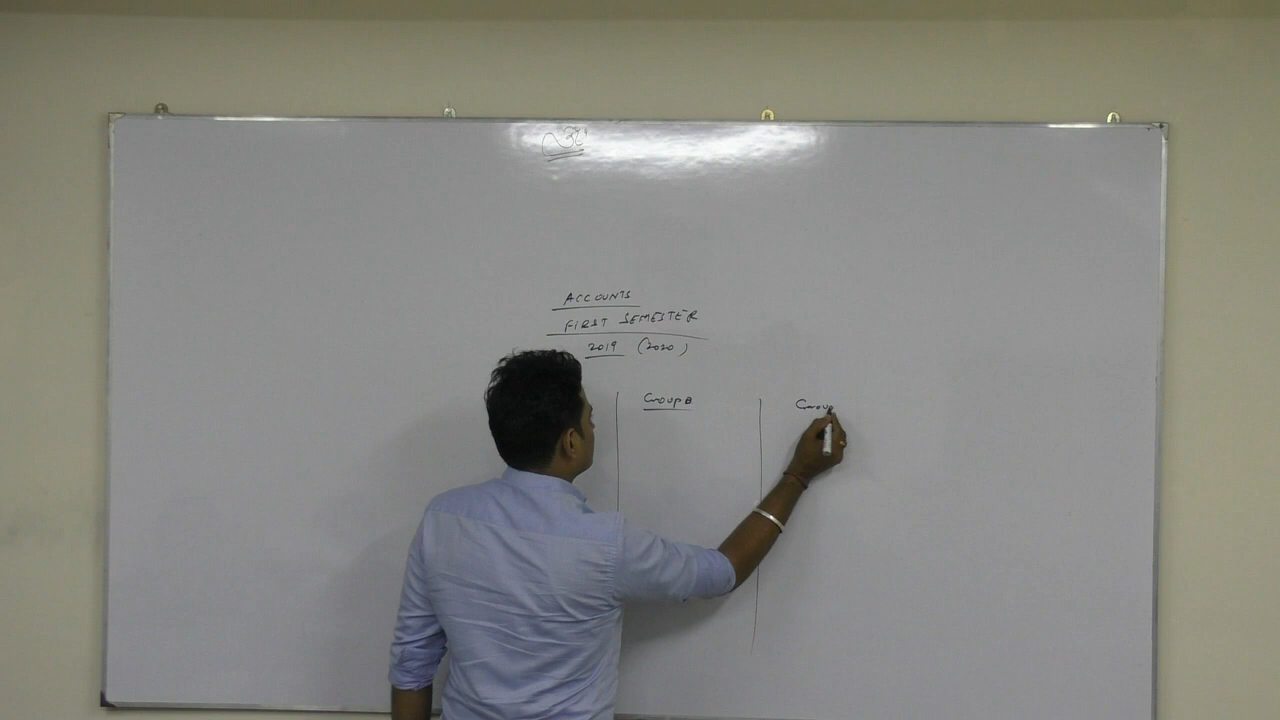 ACCOUNTS
FIRST SEMESTER
2019 (2020)
Group B
Group